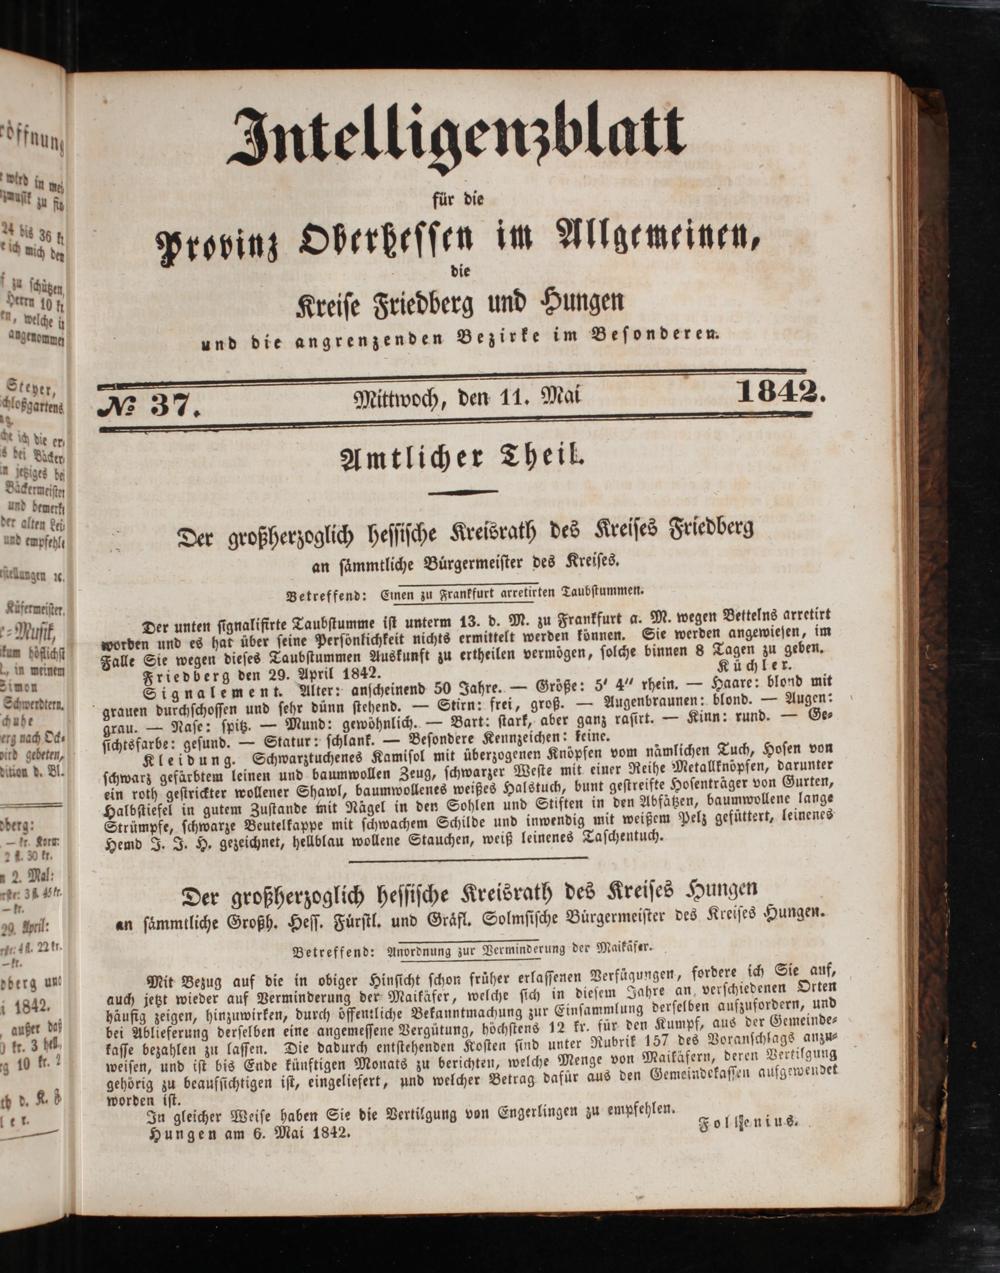 Intelligenzblatt
für die
Provinz Oberhessen im Allgemeinen,
die
Kreise Friedberg und Hungen
und die angrenzenden Bezirke im Besonderen.
№ 37. Mittwoch, den 11. Mai 1842.
Amtlicher Theil.
Der großherzoglich hessische Kreisrath des Kreises Friedberg
an sämmtliche Bürgermeister des Kreises.
Betreffend: Einen zu Frankfurt arretirten Taubstummen.
Der unten signalisirte Taubstumme ist unterm 13. d. M. zu Frankfurt a. M. wegen Bettelns arretirt
worden und es hat über seine Persönlichkeit nichts ermittelt werden können. Sie werden angewiesen, im
Falle Sie wegen dieses Taubstummen Auskunft zu ertheilen vermögen, solche binnen 8 Tagen zu geben.
Friedberg den 29. April 1842. Küchler.
Signalement. Alter: anscheinend 50 Jahre. — Größe: 5' 4" rhein. — Haare: blond mit
grauen durchschossen und sehr dünn stehend. — Stirn: frei, groß. — Augenbraunen: blond. — Augen:
grau. — Nase: spitz. — Mund: gewöhnlich. — Bart: stark, aber ganz rasirt. — Kinn: rund. — Ge-
sichtsfarbe: gesund. — Statur: schlank. — Besondere Kennzeichen: keine.
Kleidung. Schwarztuchenes Kamisol mit überzogenen Knöpfen vom nämlichen Tuch, Hosen von
schwarz gefärbtem leinen und baumwollen Zeug, schwarzer Weste mit einer Reihe Metallknöpfen, darunter
ein roth gestrickter wollener Shawl, baumwollenes weißes Halstuch, bunt gestreifte Hosenträger von Gurten,
Halbstiefel in gutem Zustande mit Nägel in den Sohlen und Stiften in den Absätzen, baumwollene lange
Strümpfe, schwarze Beutelkappe mit schwachem Schilde und inwendig mit weißem Pelz gefüttert, leinenes
Hemd J. J. H. gezeichnet, hellblau wollene Stauchen, weiß leinenes Taschentuch.
Der großherzoglich hessische Kreisrath des Kreises Hungen
an sämmtliche Großh. Hess. Fürstl. und Gräfl. Solmsische Bürgermeister des Kreises Hungen.
Betreffend: Anordnung zur Verminderung der Maikäfer.
Mit Bezug auf die in obiger Hinsicht schon früher erlassenen Verfügungen, fordere ich Sie auf,
auch jetzt wieder auf Verminderung der Maikäfer, welche sich in diesem Jahre an verschiedenen Orten
häufig zeigen, hinzuwirken, durch öffentliche Bekanntmachung zur Einsammlung derselben aufzufordern, und
bei Ablieferung derselben eine angemessene Vergütung, höchstens 12 kr. für den Kumpf, aus der Gemeinde-
kasse bezahlen zu lassen. Die dadurch entstehenden Kosten sind unter Rubrik 157 des Voranschlags anzu-
weisen, und ist bis Ende künftigen Monats zu berichten, welche Menge von Maikäfern, deren Vertilgung
gehörig zu beaufsichtigen ist, eingeliefert, und welcher Betrag dafür aus den Gemeindekassen aufgewendet
worden ist.
In gleicher Weise haben Sie die Vertilgung von Engerlingen zu empfehlen.
Hungen am 6. Mai 1842. Follenius.